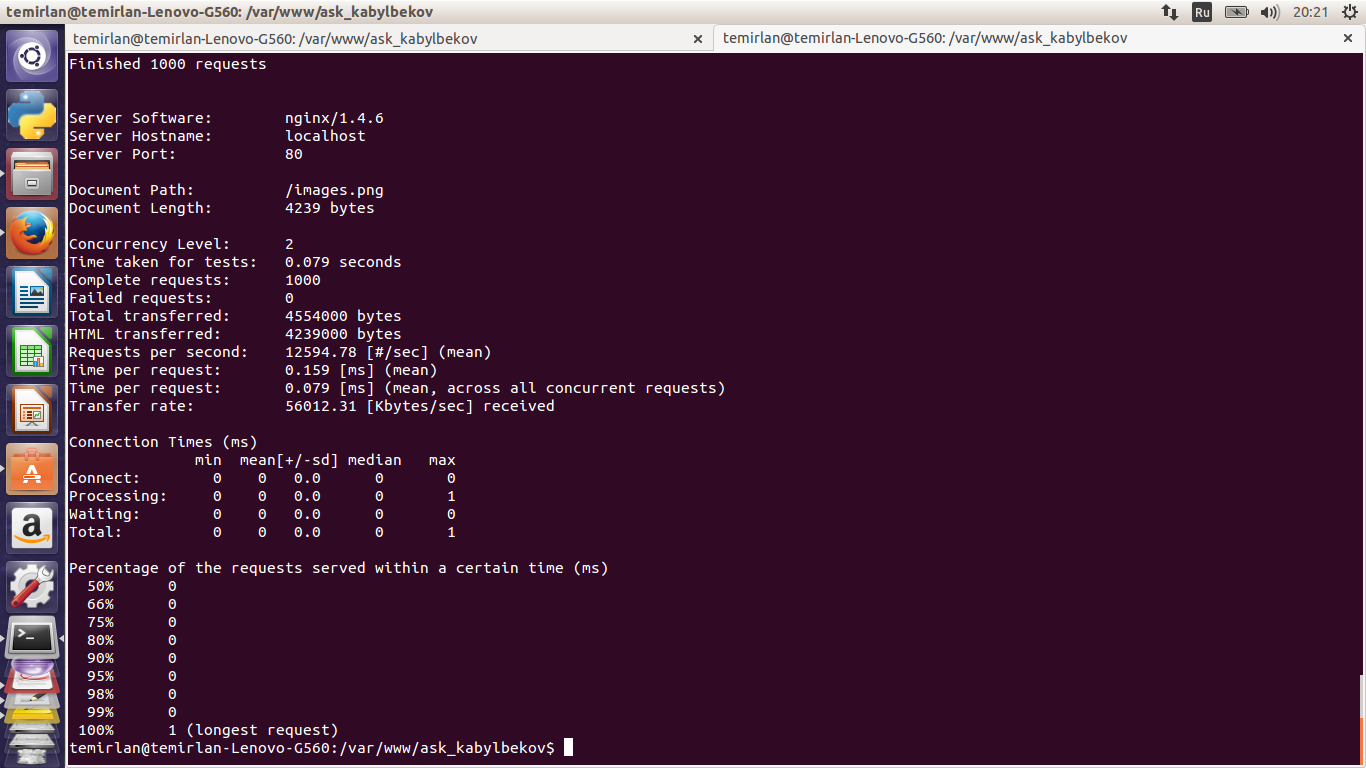 temirlan@temirlan-Lenovo-G560: /var/www/ask_kabylbekov
Ru
20:21
temirlan@temirlan-Lenovo-G560: /var/www/ask_kabylbekov
temirlan@temirlan-Lenovo-G560: /var/www/ask_kabylbekov
Finished 1000 requests
Server Software:        nginx/1.4.6
Server Hostname:        localhost
Server Port:            80
Document Path:          /images.png
Document Length:        4239 bytes
Concurrency Level:      2
Time taken for tests:   0.079 seconds
Complete requests:      1000
Failed requests:        0
Total transferred:      4554000 bytes
HTML transferred:       4239000 bytes
Requests per second:    12594.78 [#/sec] (mean)
Time per request:       0.159 [ms] (mean)
Time per request:       0.079 [ms] (mean, across all concurrent requests)
Transfer rate:          56012.31 [Kbytes/sec] received
Connection Times (ms)
              min  mean[+/-sd] median   max
Connect:        0    0   0.0      0       0
Processing:     0    0   0.0      0       1
Waiting:        0    0   0.0      0       0
Total:          0    0   0.0      0       1
Percentage of the requests served within a certain time (ms)
  50%      0
  66%      0
  75%      0
  80%      0
  90%      0
  95%      0
  98%      0
  99%      0
 100%      1 (longest request)
temirlan@temirlan-Lenovo-G560:/var/www/ask_kabylbekov$